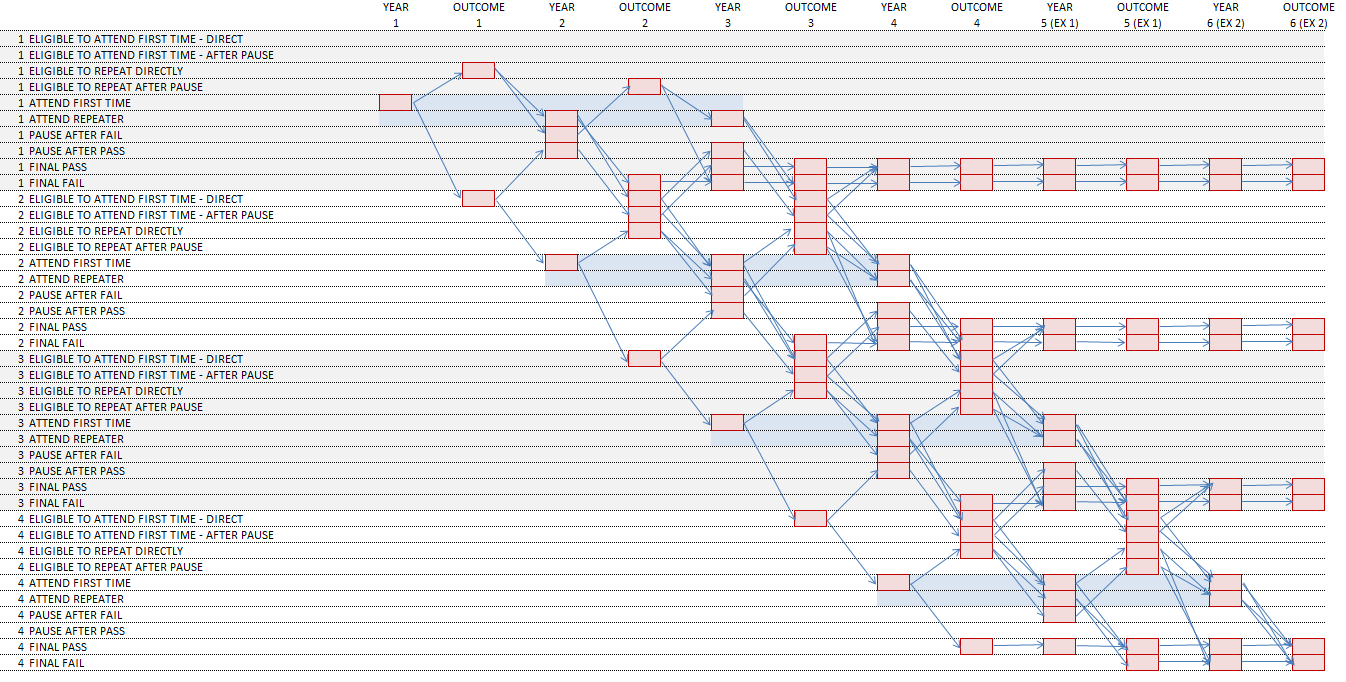 YEAR OUTCOME YEAR OUTCOME YEAR OUTCOME YEAR OUTCOME YEAR OUTCOME YEAR OUTCOME
1 1 2 2 3 3 4 4 5 (EX 1) 5 (EX 1) 6 (EX 2) 6 (EX 2)
1 ELIGIBLE TO ATTEND FIRST TIME - DIRECT
1 ELIGIBLE TO ATTEND FIRST TIME - AFTER PAUSE
1 ELIGIBLE TO REPEAT DIRECTLY
1 ELIGIBLE TO REPEAT AFTER PAUSE
1 ATTEND FIRST TIME
1 ATTEND REPEATER
1 PAUSE AFTER FAIL
1 PAUSE AFTER PASS
1 FINAL PASS
1 FINAL FAIL
2 ELIGIBLE TO ATTEND FIRST TIME - DIRECT
2 ELIGIBLE TO ATTEND FIRST TIME - AFTER PAUSE
2 ELIGIBLE TO REPEAT DIRECTLY
2 ELIGIBLE TO REPEAT AFTER PAUSE
2 ATTEND FIRST TIME
2 ATTEND REPEATER
2 PAUSE AFTER FAIL
2 PAUSE AFTER PASS
2 FINAL PASS
2 FINAL FAIL
3 ELIGIBLE TO ATTEND FIRST TIME - DIRECT
3 ELIGIBLE TO ATTEND FIRST TIME - AFTER PAUSE
3 ELIGIBLE TO REPEAT DIRECTLY
3 ELIGIBLE TO REPEAT AFTER PAUSE
3 ATTEND FIRST TIME
3 ATTEND REPEATER
3 PAUSE AFTER FAIL
3 PAUSE AFTER PASS
3 FINAL PASS
3 FINAL FAIL
4 ELIGIBLE TO ATTEND FIRST TIME - DIRECT
4 ELIGIBLE TO ATTEND FIRST TIME - AFTER PAUSE
4 ELIGIBLE TO REPEAT DIRECTLY
4 ELIGIBLE TO REPEAT AFTER PAUSE
4 ATTEND FIRST TIME
4 ATTEND REPEATER
4 PAUSE AFTER FAIL
4 PAUSE AFTER PASS
4 FINAL PASS
4 FINAL FAIL